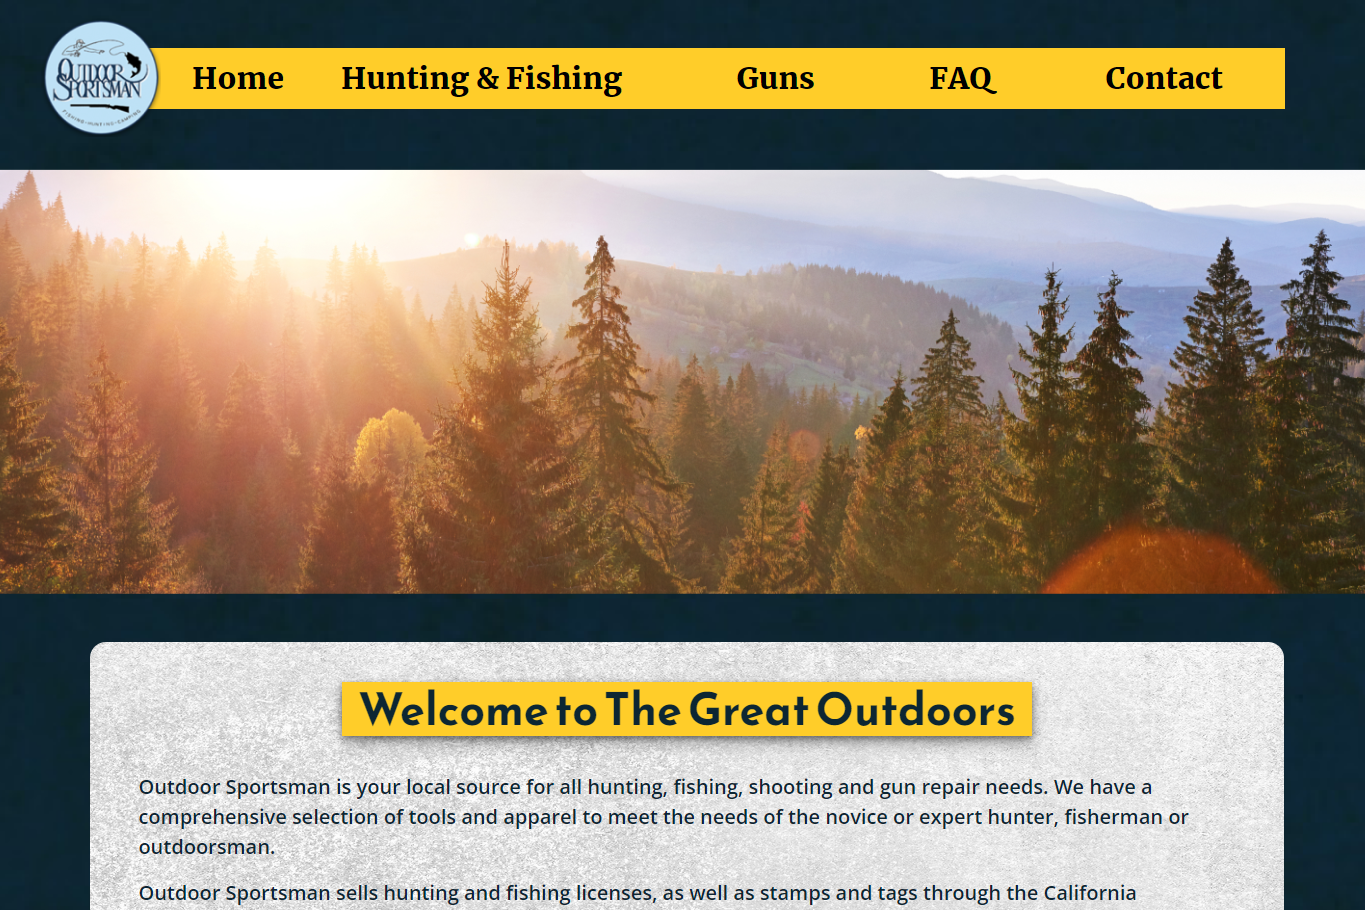 OUTDOOR
SPORTSMAN
FISHING•HUNTING•CAMPING
Home
Hunting & Fishing
Guns
FAQ
Contact
Welcome to The Great Outdoors
Outdoor Sportsman is your local source for all hunting, fishing, shooting and gun repair needs. We have a
comprehensive selection of tools and apparel to meet the needs of the novice or expert hunter, fisherman or
outdoorsman.
Outdoor Sportsman sells hunting and fishing licenses, as well as stamps and tags through the California